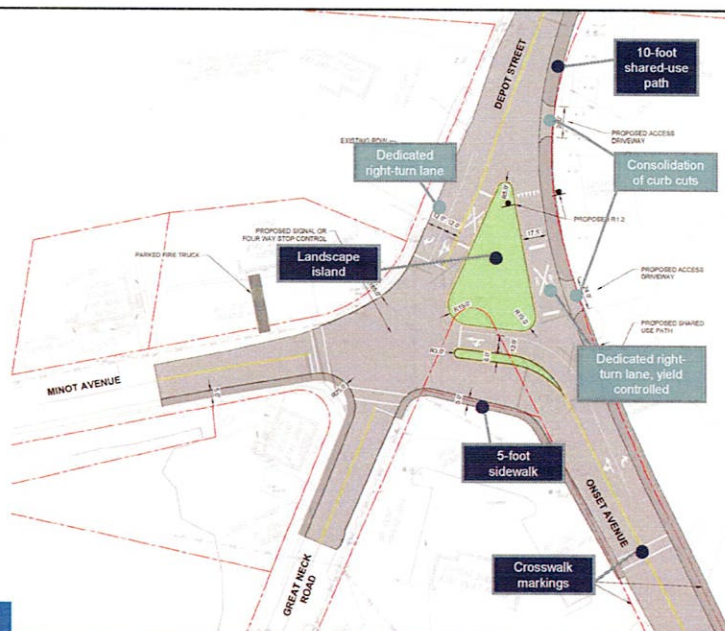 10-foot
shared-use
path
DEPOT STREET
PROPOSED ACCESS
DRIVEWAY
EXISTING ROW
Dedicated
right-turn lane
Consolidation
of curb cuts
PROPOSED R1-2
17.5'
PROPOSED SIGNAL OR
FOUR WAY STOP CONTROL
PARKED FIRE TRUCK
Landscape
island
PROPOSED ACCESS
DRIVEWAY
PROPOSED SHARED
USE PATH
Dedicated right-
turn lane, yield
controlled
MINOT AVENUE
5-foot
sidewalk
ONSET AVENUE
GREAT NECK
ROAD
Crosswalk
markings